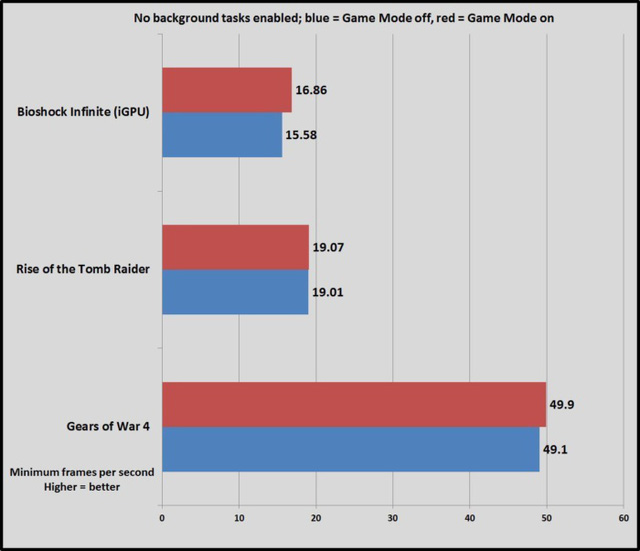 No background tasks enabled; blue = Game Mode off, red = Game Mode on
Bioshock Infinite (iGPU)
16.86
15.58
Rise of the Tomb Raider
19.07
19.01
Gears of War 4
49.9
49.1
Minimum frames per second
Higher = better
0 10 20 30 40 50 60